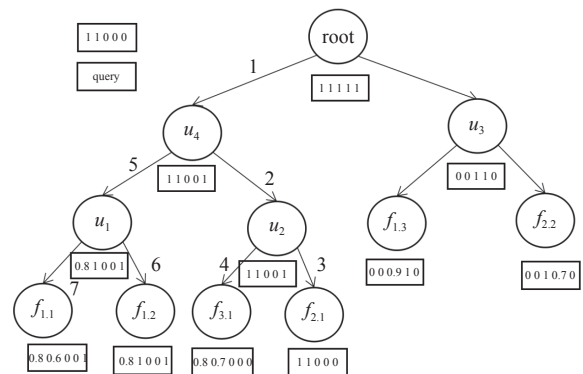 1 1 0 0 0
root
query
1
1 1 1 1 1
u4
u3
5
2
1 1 0 0 1
0 0 1 1 0
u1
u2
f1.3
f2.2
0.8 1 0 0 1
6
4
1 1 0 0 1
3
0 0 0.9 1 0
0 0 1 0.7 0
7
f1.1
f1.2
f3.1
f2.1
0.8 0.6 0 0 1
0.8 1 0 0 1
0.8 0.7 0 0 0
1 1 0 0 0